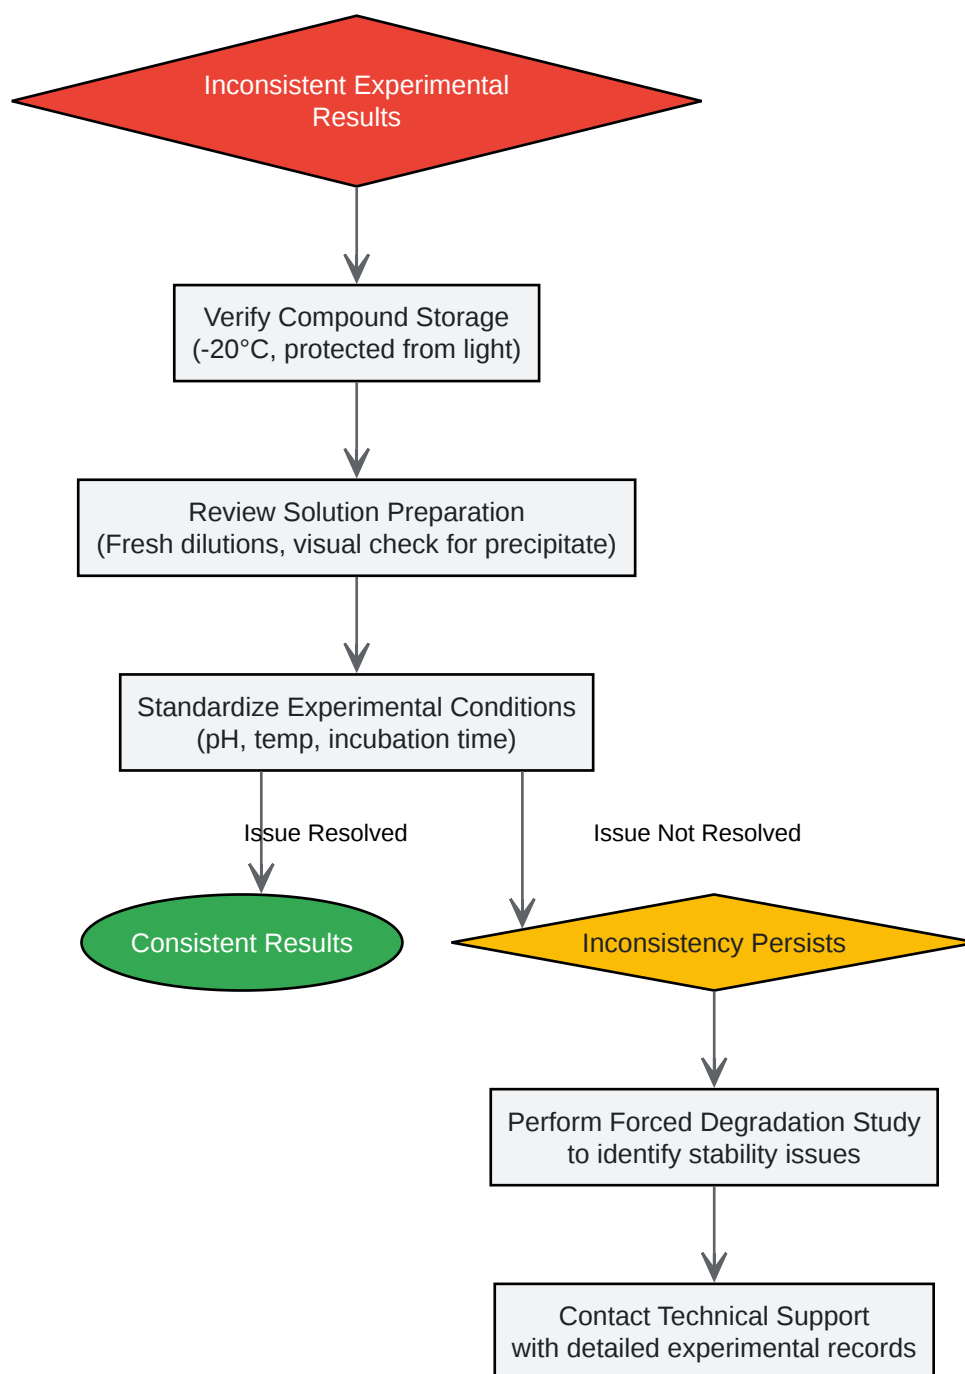 Inconsistent Experimental
Results
Verify Compound Storage
(-20°C, protected from light)
Review Solution Preparation
(Fresh dilutions, visual check for precipitate)
Standardize Experimental Conditions
(pH, temp, incubation time)
Issue Resolved
Issue Not Resolved
Consistent Results
Inconsistency Persists
Perform Forced Degradation Study
to identify stability issues
Contact Technical Support
with detailed experimental records